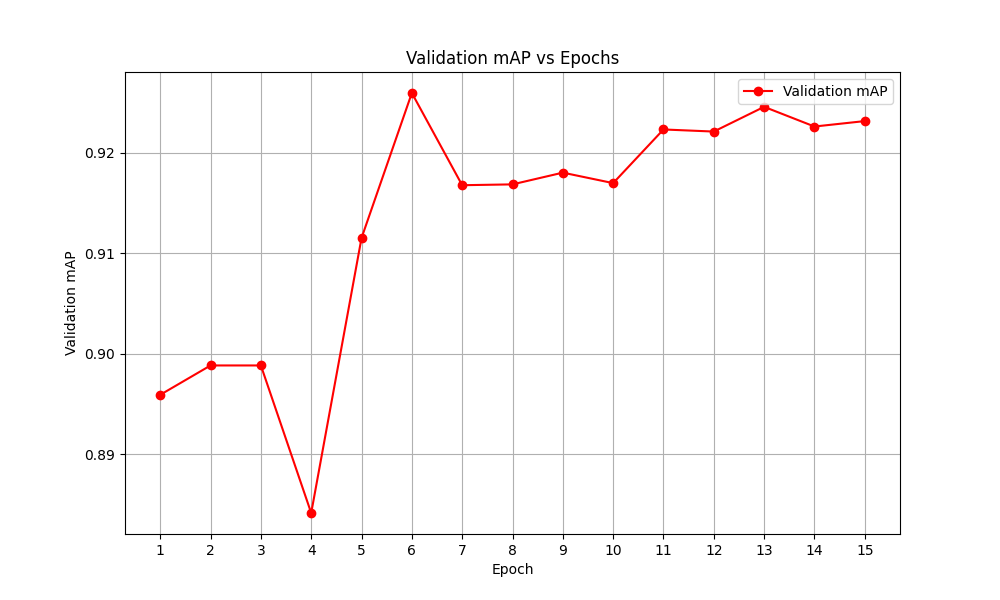 Validation mAP vs Epochs
Validation mAP
0.92
0.91
0.90
0.89
Validation mAP
1 2 3 4 5 6 7 8 9 10 11 12 13 14 15
Epoch